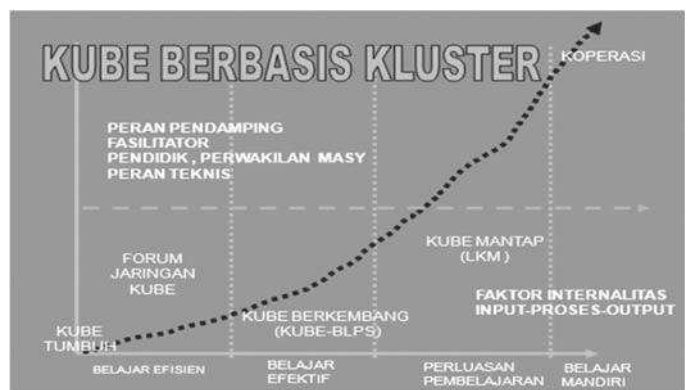 KUBE BERBASIS KLUSTER
KOPERASI
PERAN PENDAMPING
FASILITATOR
PENDIDIK , PERWAKILAN MASY
PERAN TEKNIS
FORUM
JARINGAN
KUBE
KUBE MANTAP
(LKM )
FAKTOR INTERNALITAS
INPUT-PROSES-OUTPUT
KUBE BERKEMBANG
(KUBE-BLPS)
KUBE
TUMBUH
BELAJAR EFISIEN
BELAJAR
EFEKTIF
PERLUASAN
PEMBELAJARAN
BELAJAR
MANDIRI